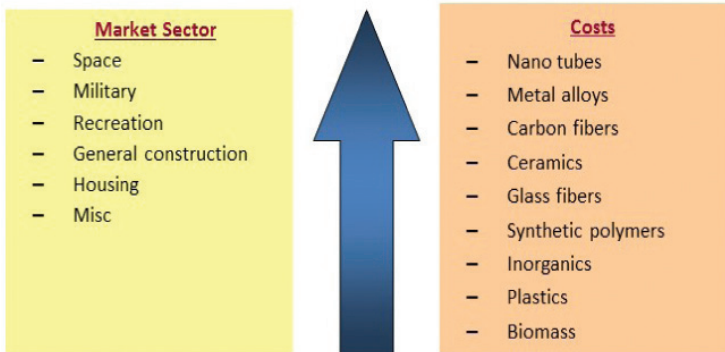 Market Sector
– Space
– Military
– Recreation
– General construction
– Housing
– Misc
Costs
– Nano tubes
– Metal alloys
– Carbon fibers
– Ceramics
– Glass fibers
– Synthetic polymers
– Inorganics
– Plastics
– Biomass